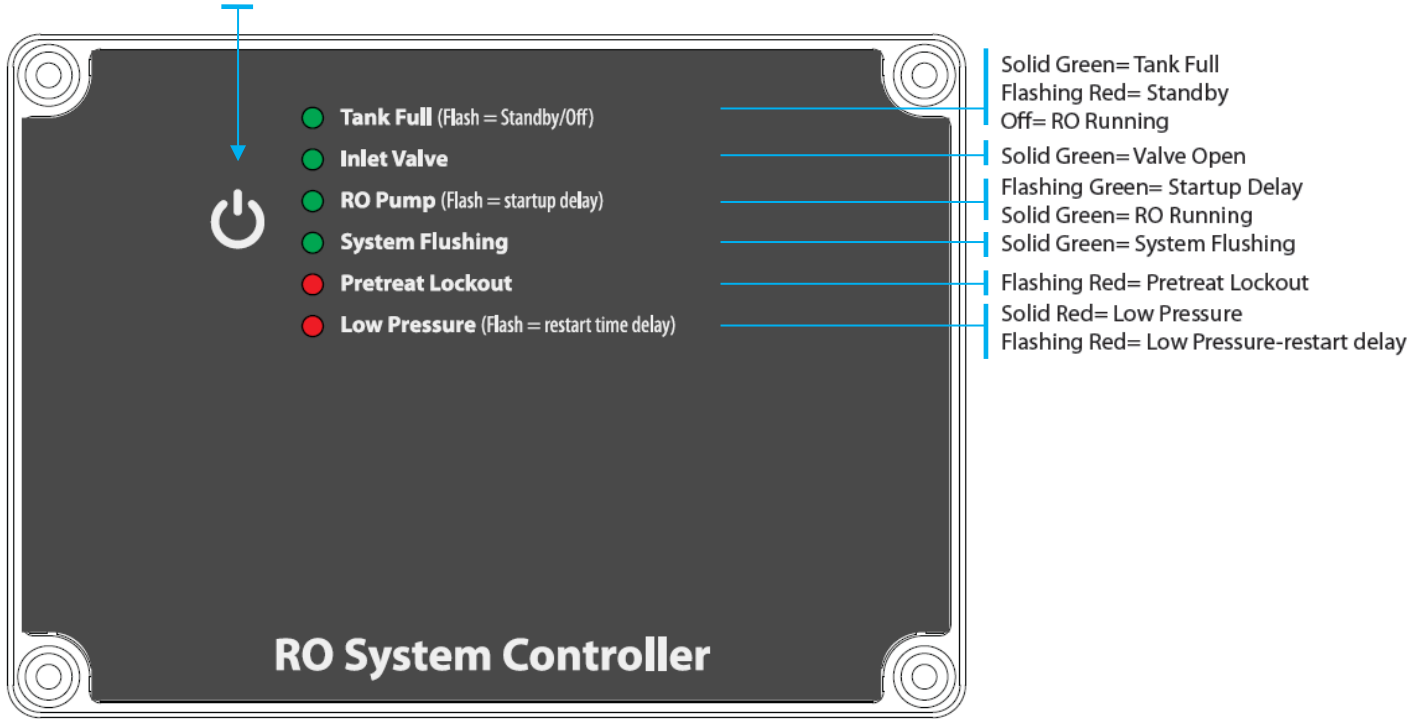 Tank Full (Flash = Standby/Off)
Inlet Valve
RO Pump (Flash = startup delay)
System Flushing
Pretreat Lockout
Low Pressure (Flash = restart time delay)
RO System Controller
Solid Green= Tank Full
Flashing Red= Standby
Off= RO Running
Solid Green= Valve Open
Flashing Green= Startup Delay
Solid Green= RO Running
Solid Green= System Flushing
Flashing Red= Pretreat Lockout
Solid Red= Low Pressure
Flashing Red= Low Pressure-restart delay